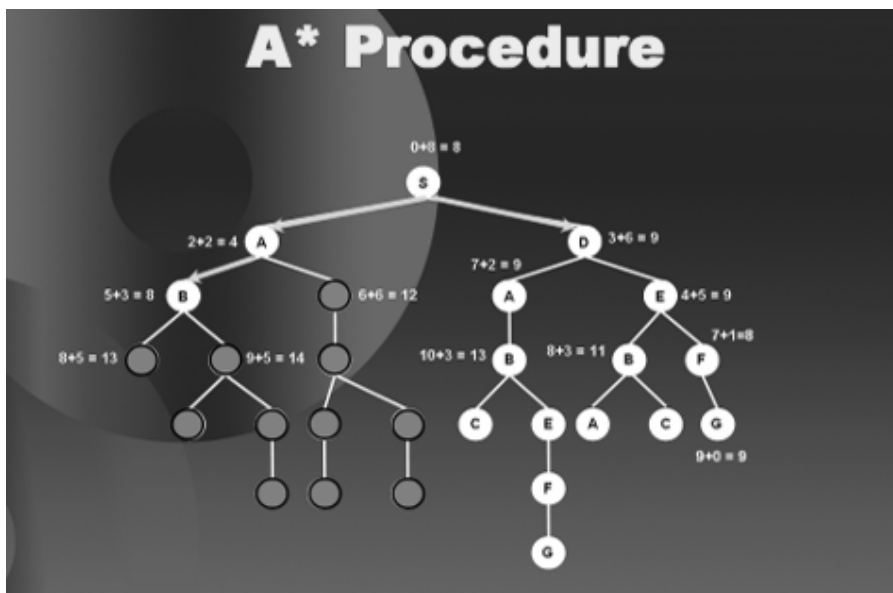 A* Procedure
0+8 = 8
S
2+2 = 4 A D 3+6 = 9
7+2 = 9
5+3 = 8 B 6+6 = 12 A E 4+5 = 9
7+1=8
8+5 = 13 9+5 = 14 10+3 = 13 B 8+3 = 11 B F
C E A C G
9+0 = 9
F
G